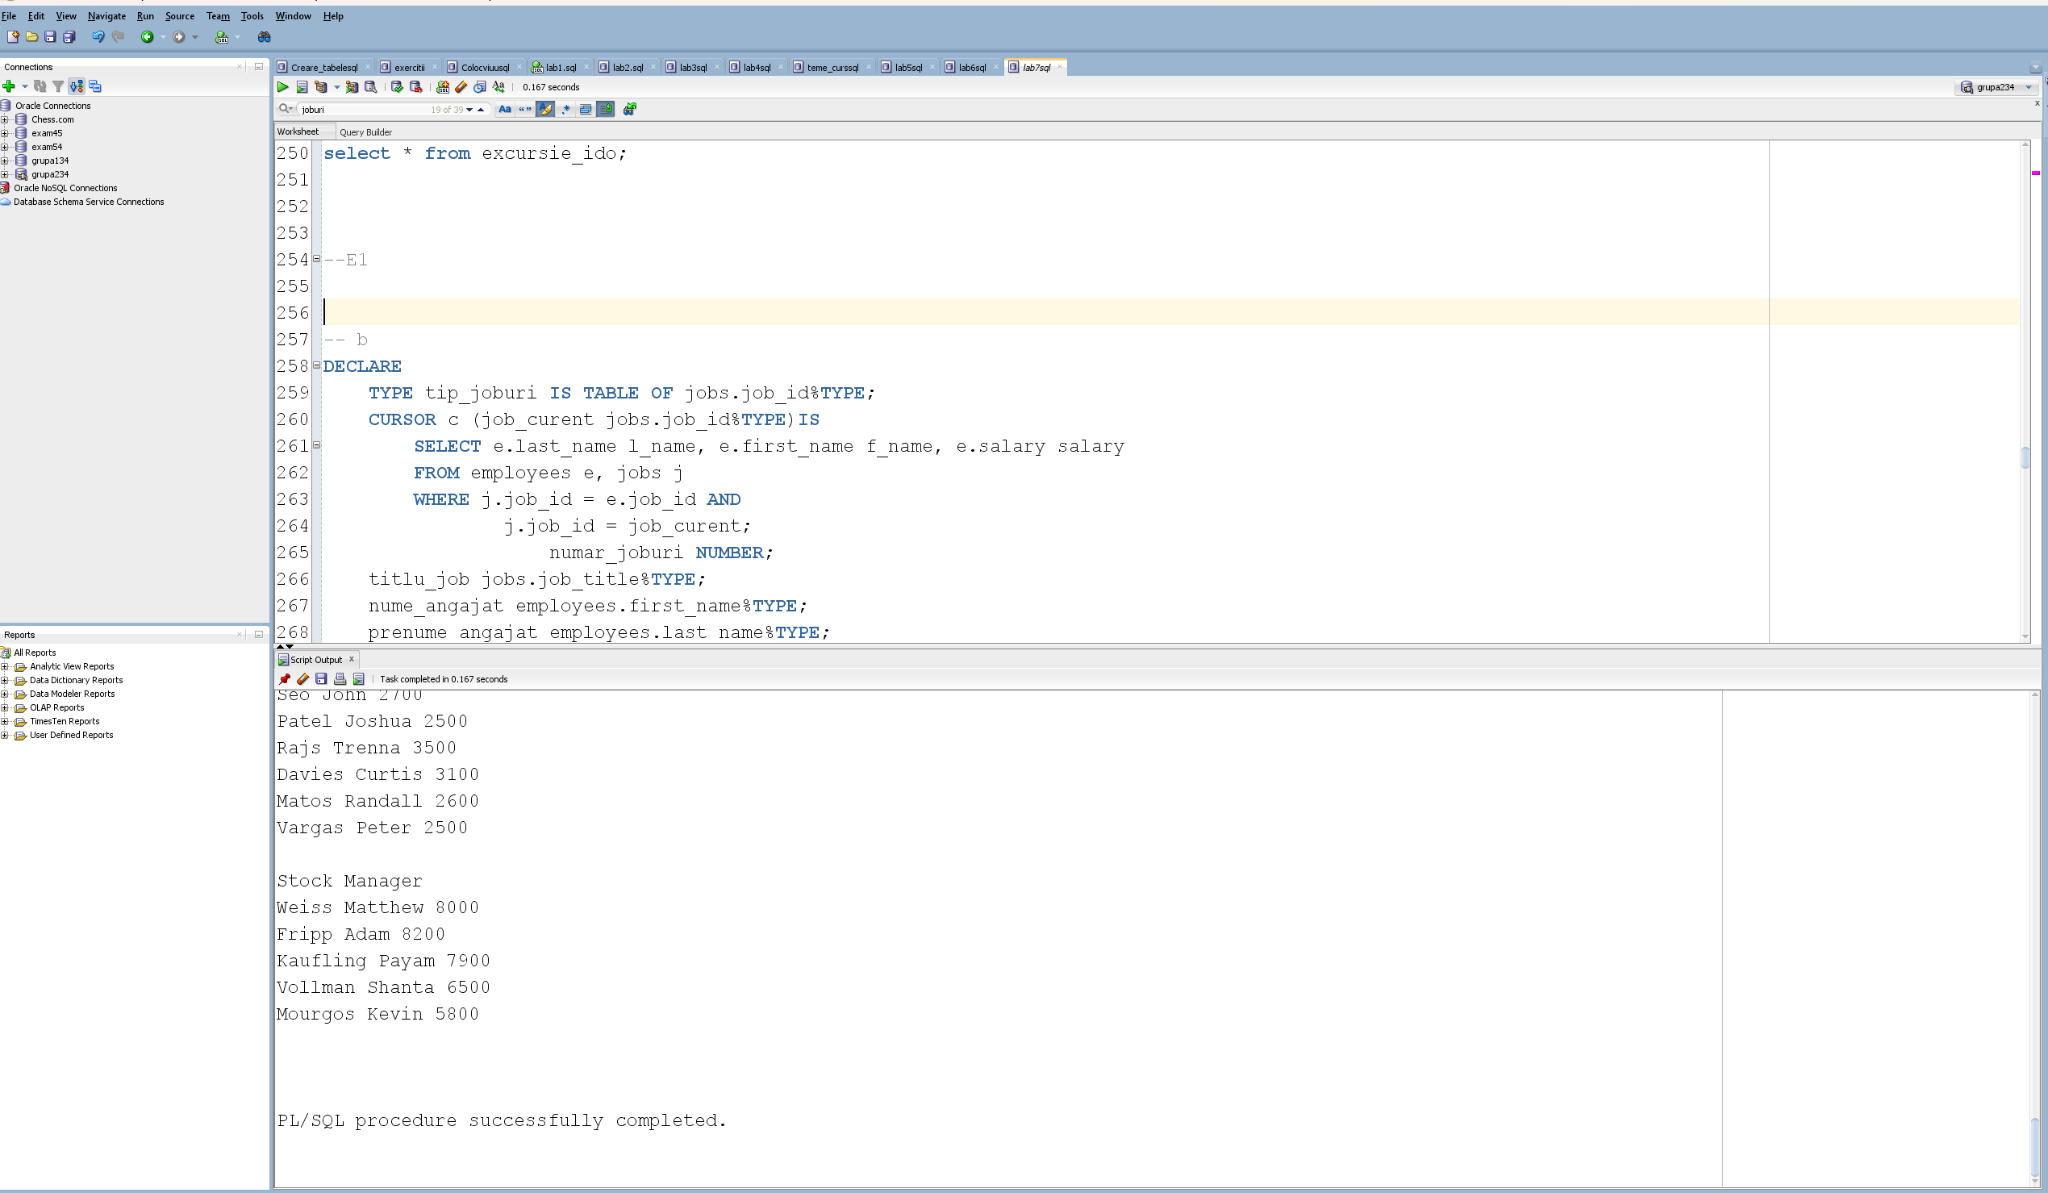 File Edit View Navigate Run Source Team Tools Window Help
Connections
Oracle Connections
Chess.com
exam45
exam54
grupa134
grupa234
Oracle NoSQL Connections
Database Schema Service Connections
Reports
All Reports
Analytic View Reports
Data Dictionary Reports
Data Modeler Reports
OLAP Reports
TimesTen Reports
User Defined Reports
Creare_tabelesql exercitii Colocviuusql lab1.sql lab2.sql lab3sql lab4sql teme_curssql lab5sql lab6sql lab7sql
0.167 seconds
grupa234
joburi 19 of 39
Worksheet Query Builder
250 select * from excursie_ido;
251
252
253
254 --E1
255
256
257 -- b
258 DECLARE
259 TYPE tip_joburi IS TABLE OF jobs.job_id%TYPE;
260 CURSOR c (job_curent jobs.job_id%TYPE)IS
261 SELECT e.last_name l_name, e.first_name f_name, e.salary salary
262 FROM employees e, jobs j
263 WHERE j.job_id = e.job_id AND
264 j.job_id = job_curent;
265 numar_joburi NUMBER;
266 titlu_job jobs.job_title%TYPE;
267 nume_angajat employees.first_name%TYPE;
268 prenume angajat employees.last name%TYPE;
Script Output
Task completed in 0.167 seconds
Seo John 2700
Patel Joshua 2500
Rajs Trenna 3500
Davies Curtis 3100
Matos Randall 2600
Vargas Peter 2500
Stock Manager
Weiss Matthew 8000
Fripp Adam 8200
Kaufling Payam 7900
Vollman Shanta 6500
Mourgos Kevin 5800
PL/SQL procedure successfully completed.